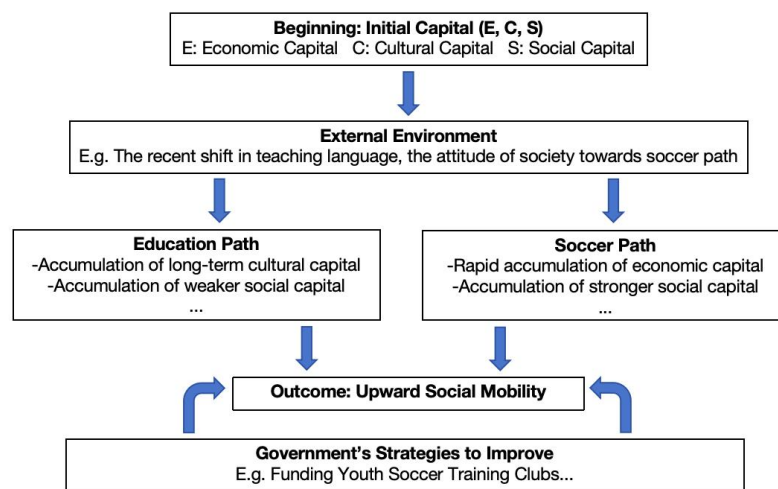 Beginning: Initial Capital (E, C, S)
E: Economic Capital C: Cultural Capital S: Social Capital
External Environment
E.g. The recent shift in teaching language, the attitude of society towards soccer path
Education Path
-Accumulation of long-term cultural capital
-Accumulation of weaker social capital
...
Soccer Path
-Rapid accumulation of economic capital
-Accumulation of stronger social capital
...
Outcome: Upward Social Mobility
Government's Strategies to Improve
E.g. Funding Youth Soccer Training Clubs...